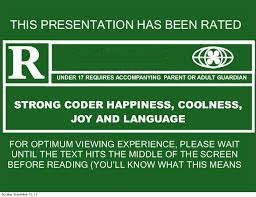 THIS PRESENTATION HAS BEEN RATED
R
UNDER 17 REQUIRES ACCOMPANYING PARENT OR ADULT GUARDIAN
STRONG CODER HAPPINESS, COOLNESS,
JOY AND LANGUAGE
FOR OPTIMUM VIEWING EXPERIENCE, PLEASE WAIT
UNTIL THE TEXT HITS THE MIDDLE OF THE SCREEN
BEFORE READING (YOU'LL KNOW WHAT THIS MEANS